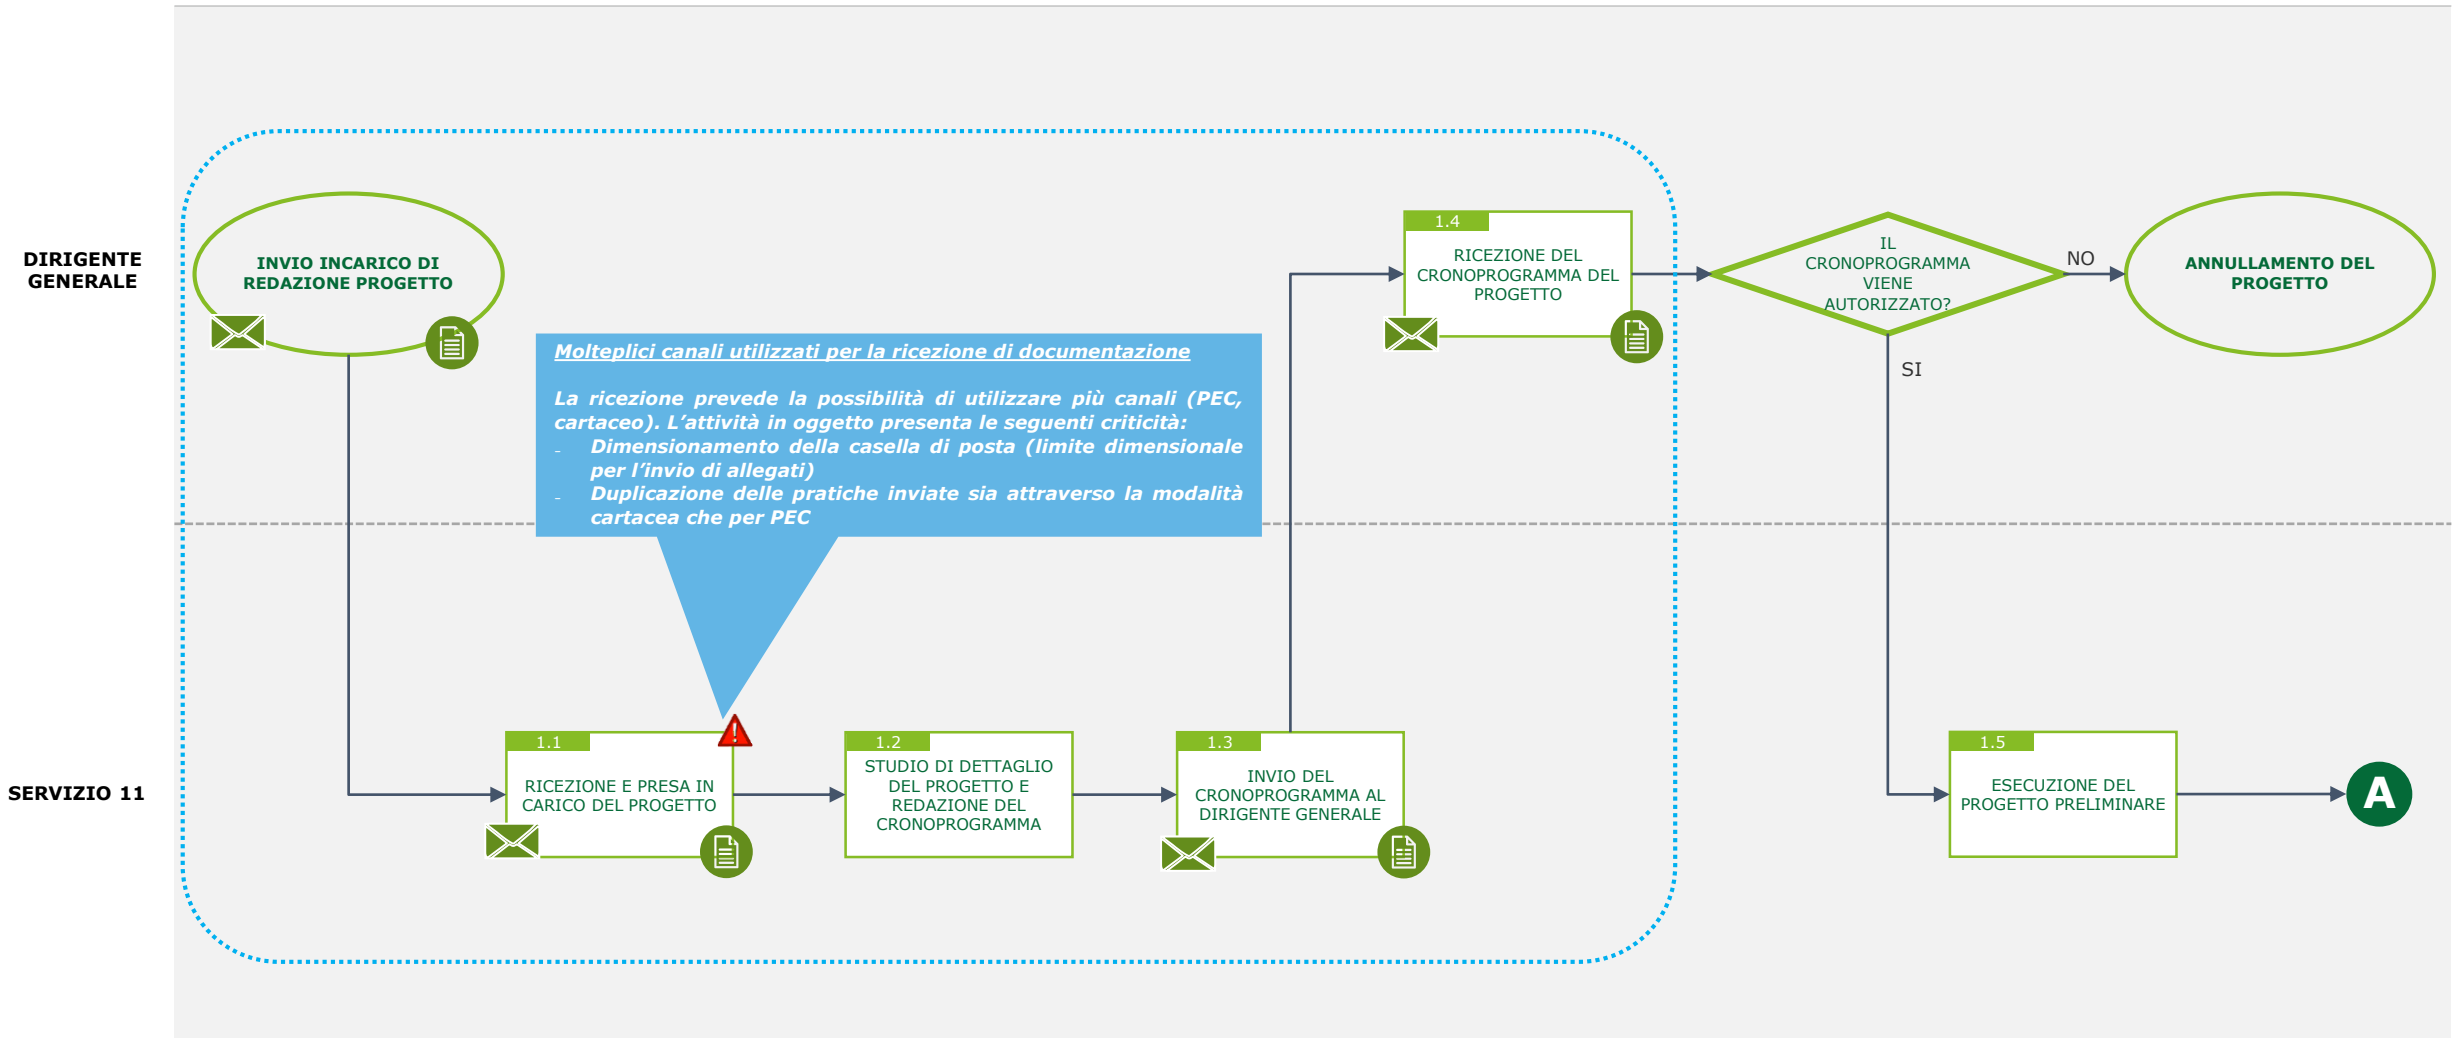 DIRIGENTE
GENERALE
INVIO INCARICO DI
REDAZIONE PROGETTO
Molteplici canali utilizzati per la ricezione di documentazione
La ricezione prevede la possibilità di utilizzare più canali (PEC,
cartaceo). L’attività in oggetto presenta le seguenti criticità:
- Dimensionamento della casella di posta (limite dimensionale
per l’invio di allegati)
- Duplicazione delle pratiche inviate sia attraverso la modalità
cartacea che per PEC
1.4
RICEZIONE DEL
CRONOPROGRAMMA DEL
PROGETTO
IL
CRONOPROGRAMMA
VIENE
AUTORIZZATO?
NO
SI
ANNULLAMENTO DEL
PROGETTO
SERVIZIO 11
1.1
RICEZIONE E PRESA IN
CARICO DEL PROGETTO
1.2
STUDIO DI DETTAGLIO
DEL PROGETTO E
REDAZIONE DEL
CRONOPROGRAMMA
1.3
INVIO DEL
CRONOPROGRAMMA AL
DIRIGENTE GENERALE
1.5
ESECUZIONE DEL
PROGETTO PRELIMINARE
A